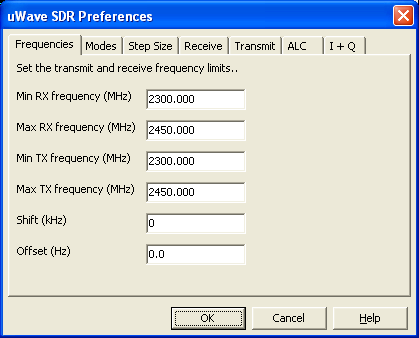 uWave SDR Preferences
Frequencies Modes Step Size Receive Transmit ALC I + Q
Set the transmit and receive frequency limits..
Min RX frequency (MHz) 2300.000
Max RX frequency (MHz) 2450.000
Min TX frequency (MHz) 2300.000
Max TX frequency (MHz) 2450.000
Shift (kHz) 0
Offset (Hz) 0.0
OK Cancel Help